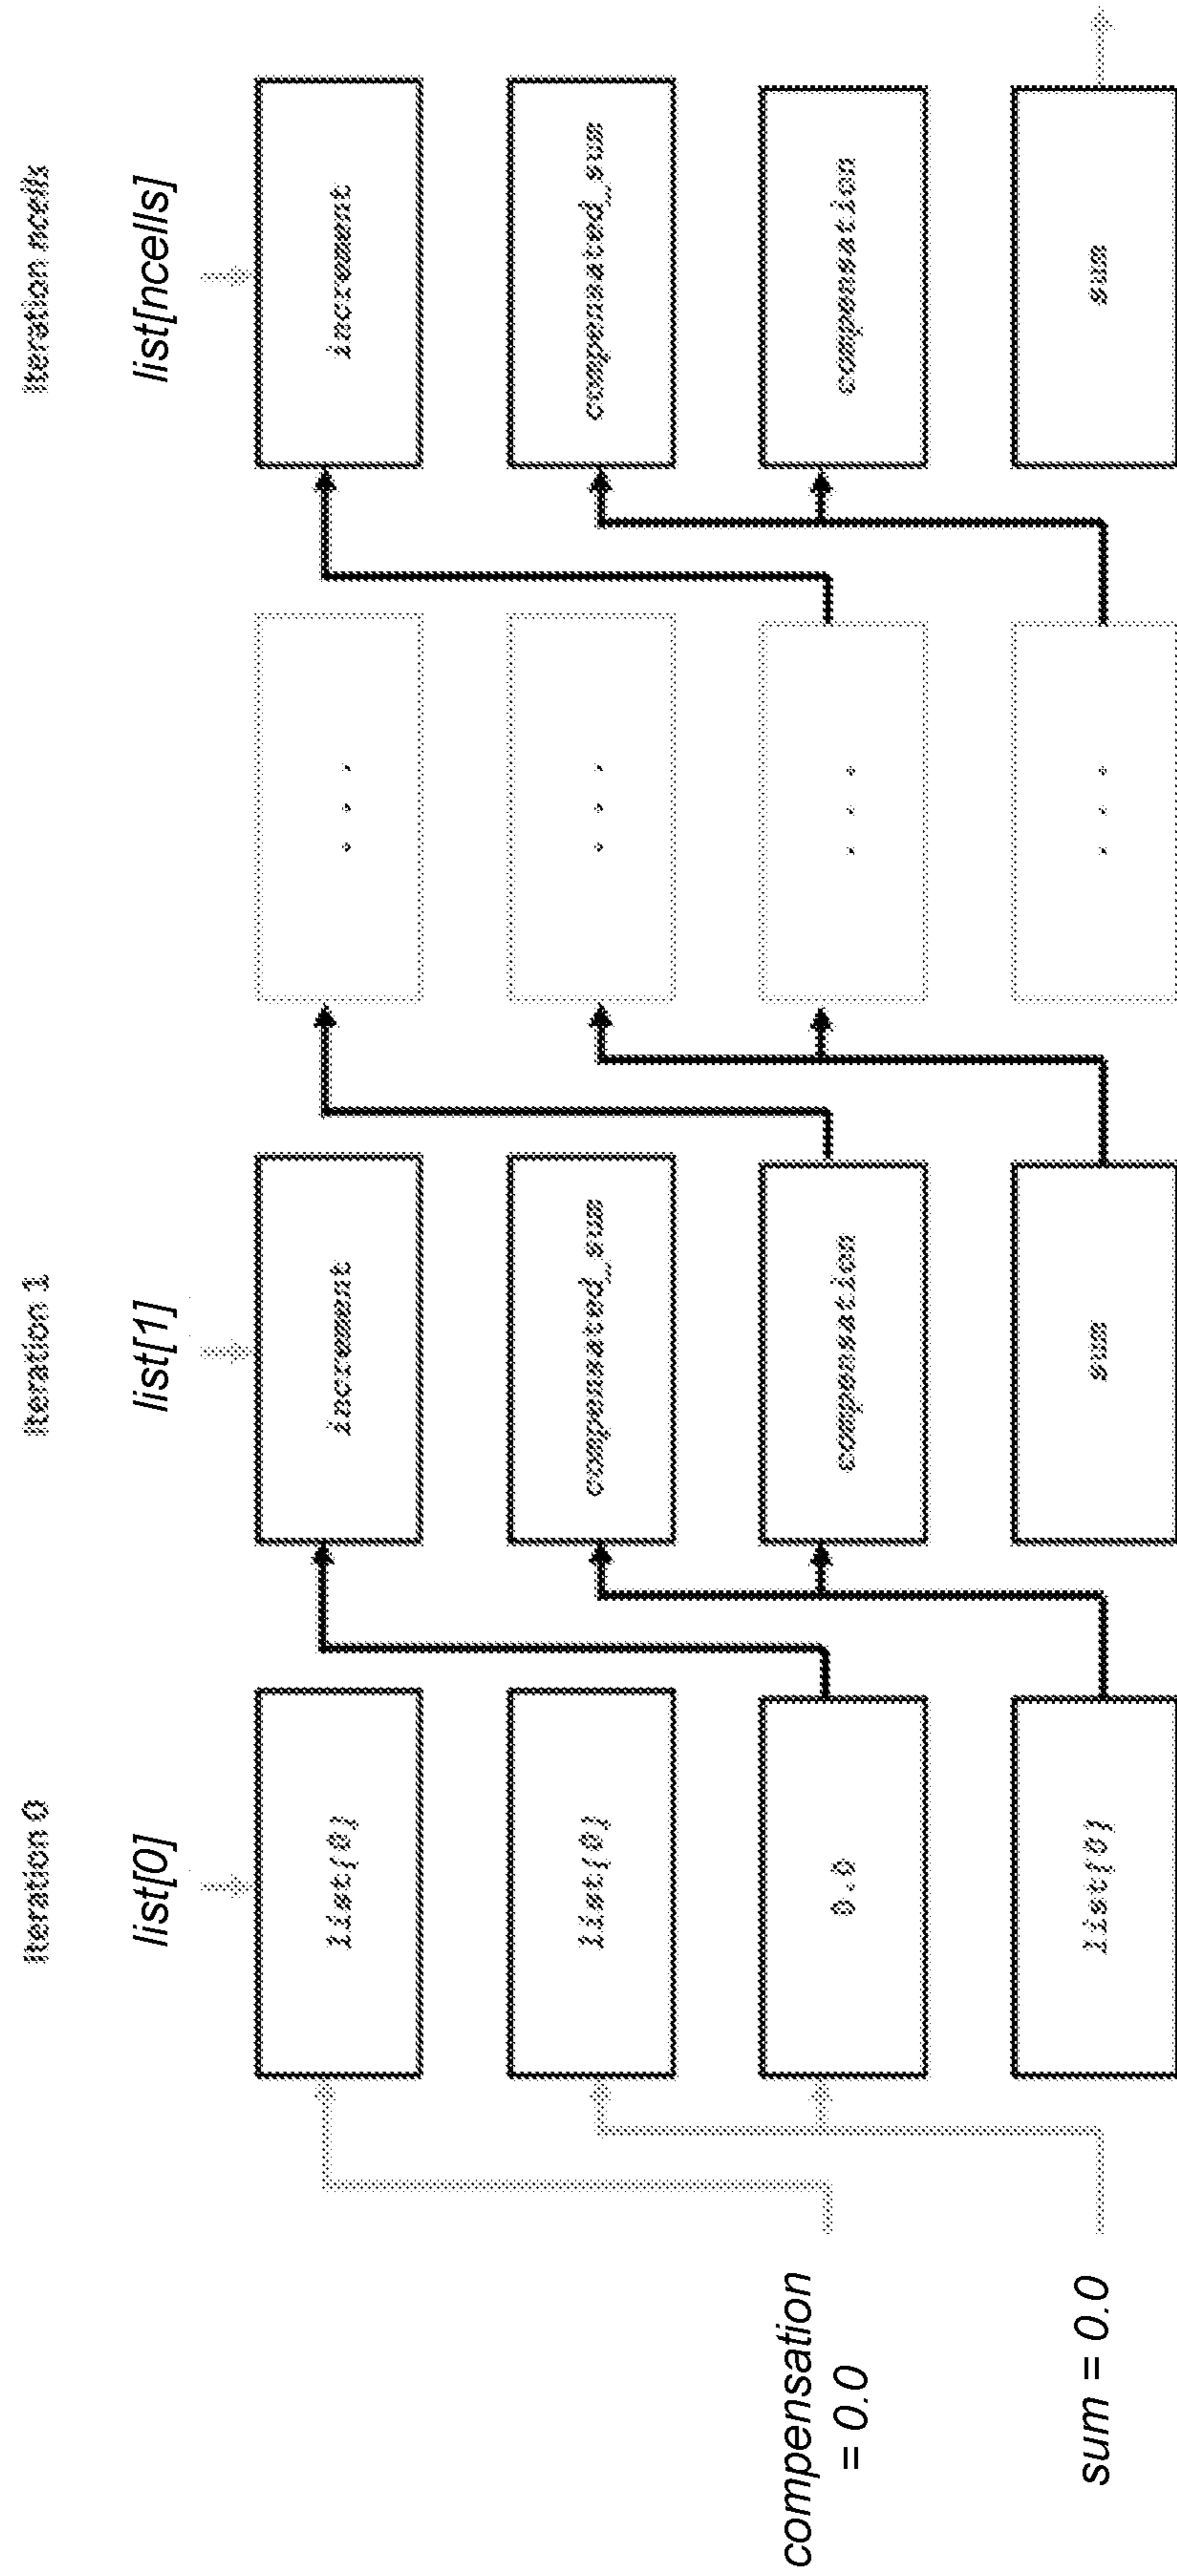 Iteration 0
Iteration 1
Iteration ncells
list[0]
list[1]
list[ncells]
list[0]
increment
. . .
increment
list[0]
compensated_sum
. . .
compensated_sum
compensation
= 0.0
0.0
compensation
. . .
compensation
sum = 0.0
list[0]
sum
. . .
sum